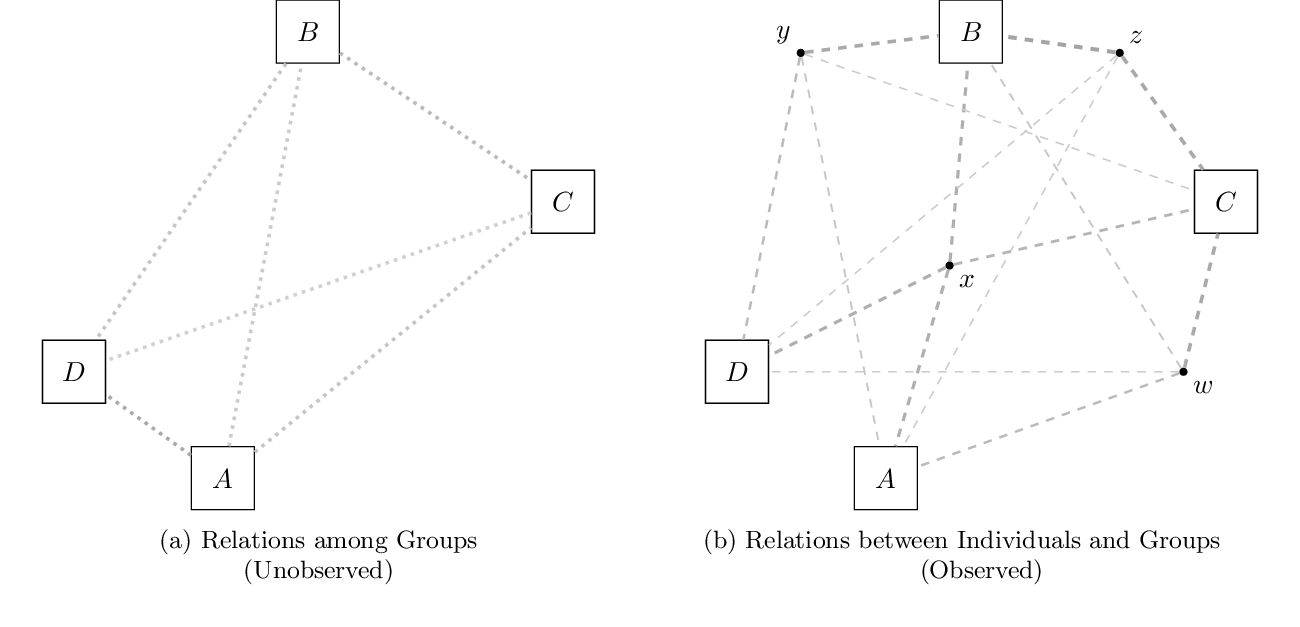 B
C
D
A
(a) Relations among Groups
(Unobserved)
y
B
z
C
x
D
w
A
(b) Relations between Individuals and Groups
(Observed)